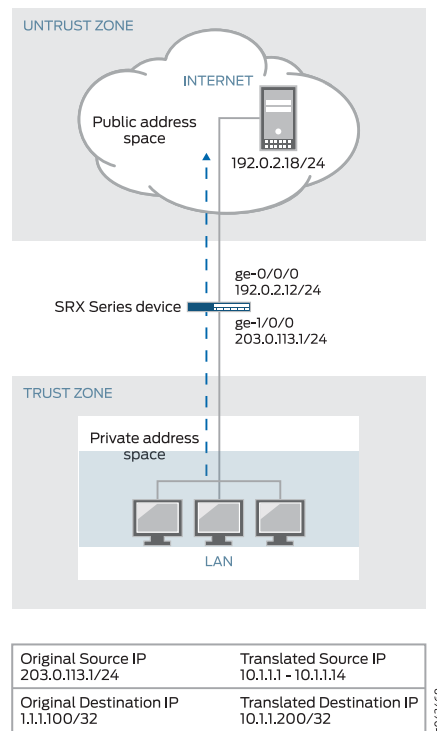 UNTRUST ZONE
INTERNET
Public address
space
192.0.2.18/24
ge-0/0/0
192.0.2.12/24
SRX Series device
ge-1/0/0
203.0.113.1/24
TRUST ZONE
Private address
space
LAN
Original Source IP
203.0.113.1/24
Translated Source IP
10.1.1.1 - 10.1.1.14
Original Destination IP
1.1.1.100/32
Translated Destination IP
10.1.1.200/32